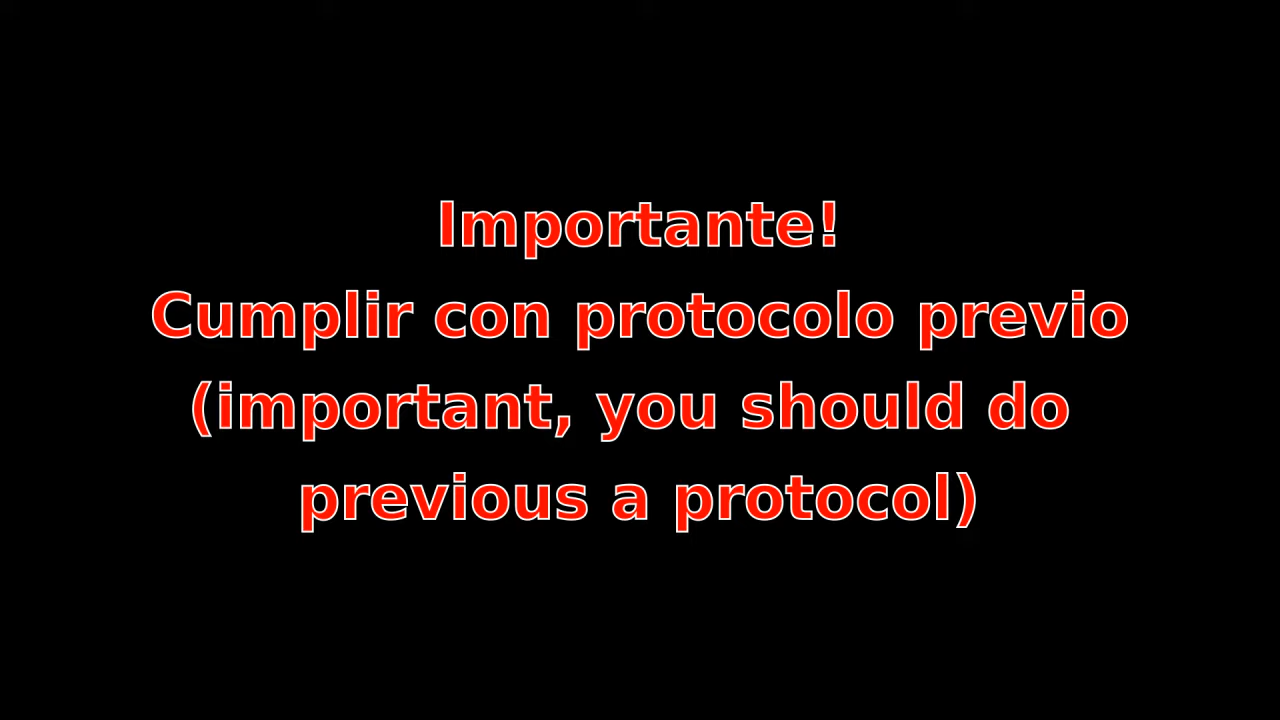 Importante!
Cumplir con protocolo previo
(important, you should do
previous a protocol)